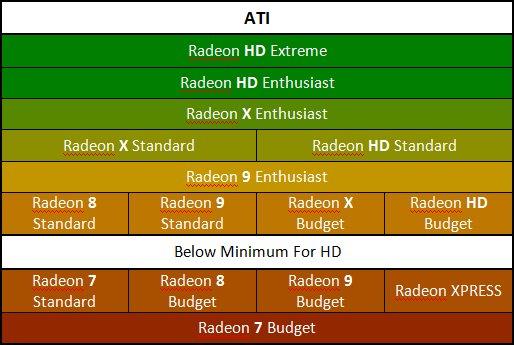 ATI
Radeon HD Extreme
Radeon HD Enthusiast
Radeon X Enthusiast
Radeon X Standard
Radeon HD Standard
Radeon 9 Enthusiast
Radeon 8
Standard
Radeon 9
Standard
Radeon X
Budget
Radeon HD
Budget
Below Minimum For HD
Radeon 7
Standard
Radeon 8
Budget
Radeon 9
Budget
Radeon XPRESS
Radeon 7 Budget